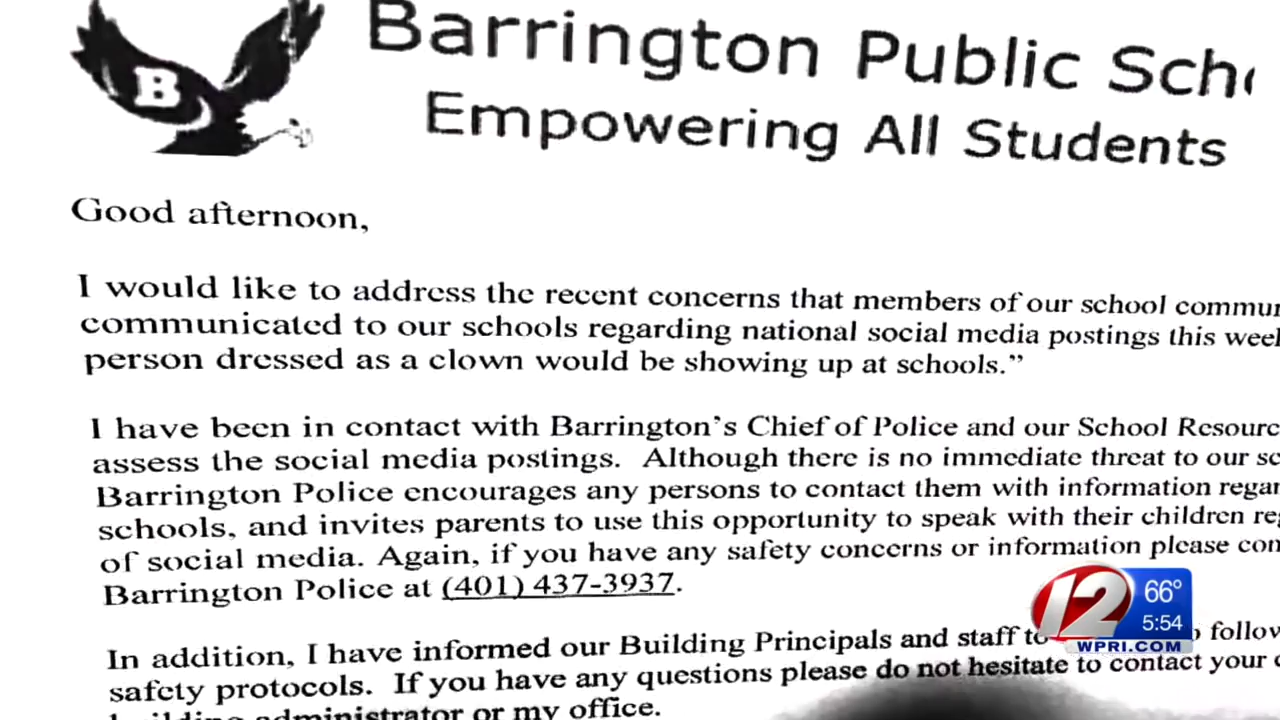 B
Barrington Public
Empowering All Students
Good afternoon,
I would like to address the recent concerns that members of our school
communicated to our schools regarding national social media postings this
person dressed as a clown would be showing up at schools.”
I have been in contact with Barrington’s Chief of Police and our School
assess the social media postings. Although there is no immediate threat to our
Barrington Police encourages any persons to contact them with information
schools, and invites parents to use this opportunity to speak with their children
of social media. Again, if you have any safety concerns or information please
Barrington Police at (401) 437-3937.
In addition, I have informed our Building Principals and staff to
safety protocols. If you have any questions please do not hesitate to contact your
building administrator or my office.
12
66°
5:54
WPRI.COM